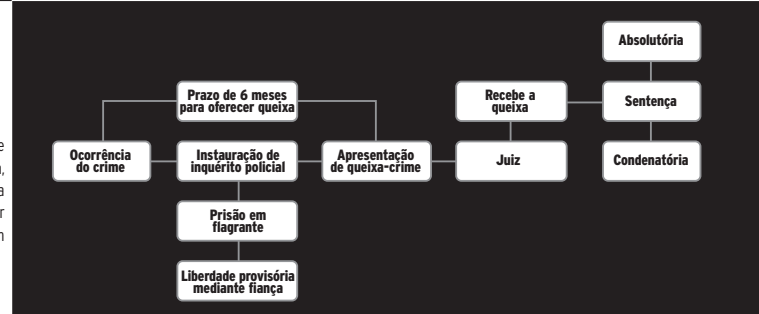 Absolutória
Prazo de 6 meses
para oferecer queixa
Recebe a
queixa
Sentença
Ocorrência
do crime
Instauração de
inquérito policial
Apresentação
de queixa-crime
Juiz
Condenatória
Prisão em
flagrante
Liberdade provisória
mediante fiança